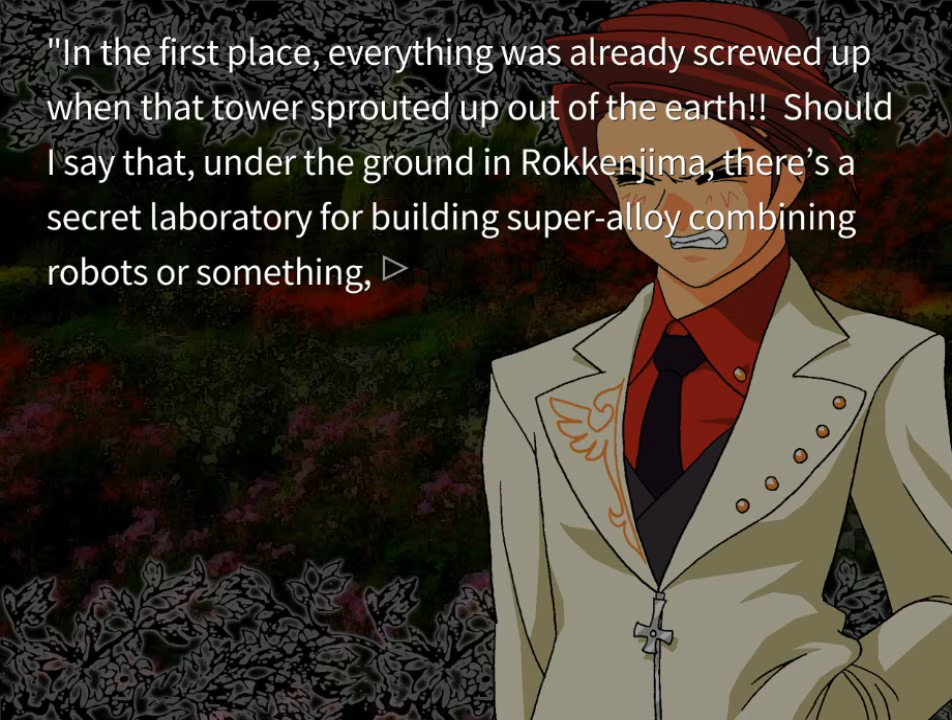 "In the first place, everything was already screwed up
when that tower sprouted up out of the earth!!  Should
I say that, under the ground in Rokkenjima, there’s a
secret laboratory for building super-alloy combining
robots or something,